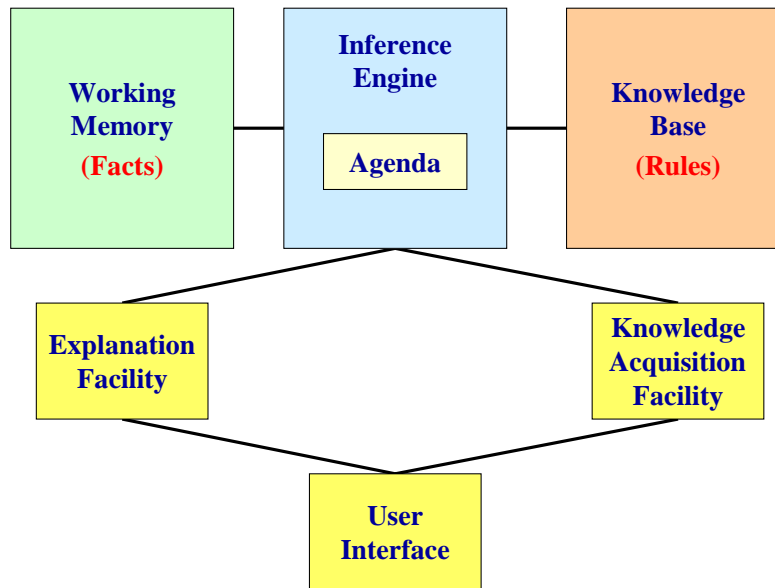 Working
Memory
(Facts)
Inference
Engine
Agenda
Knowledge
Base
(Rules)
Explanation
Facility
Knowledge
Acquisition
Facility
User
Interface